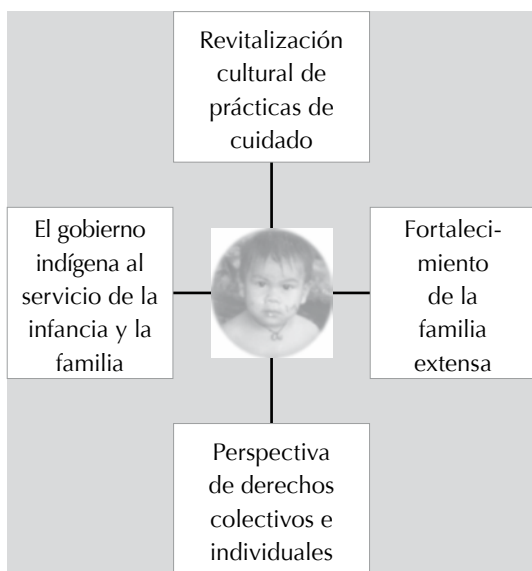 Revitalización
cultural de
prácticas de
cuidado
El gobierno
indígena al
servicio de la
infancia y la
familia
Fortaleci-
miento
de la
familia
extensa
Perspectiva
de derechos
colectivos e
individuales